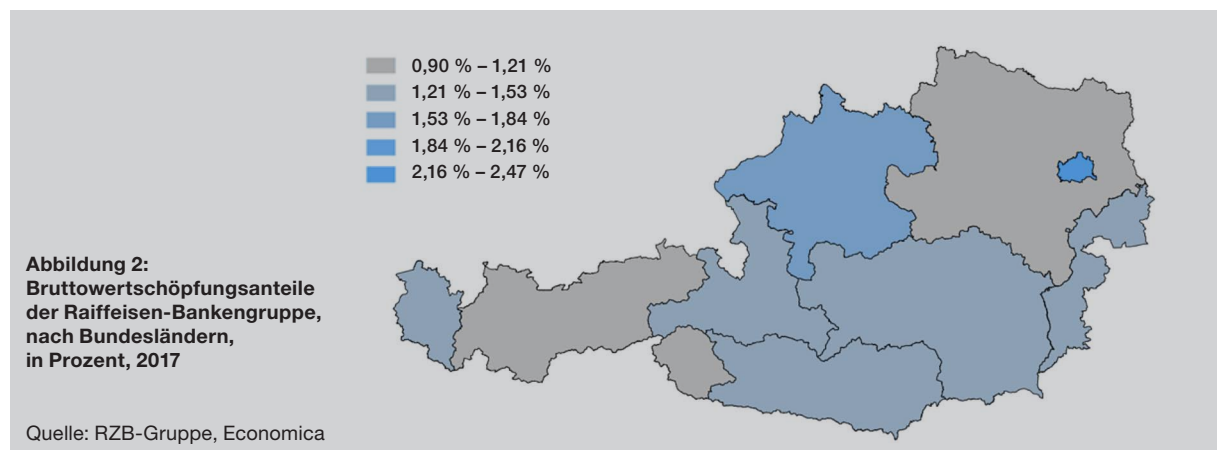 0,90 % – 1,21 %
1,21 % – 1,53 %
1,53 % – 1,84 %
1,84 % – 2,16 %
2,16 % – 2,47 %
Abbildung 2:
Bruttowertschöpfungsanteile
der Raiffeisen-Bankengruppe,
nach Bundesländern,
in Prozent, 2017
Quelle: RZB-Gruppe, Economica